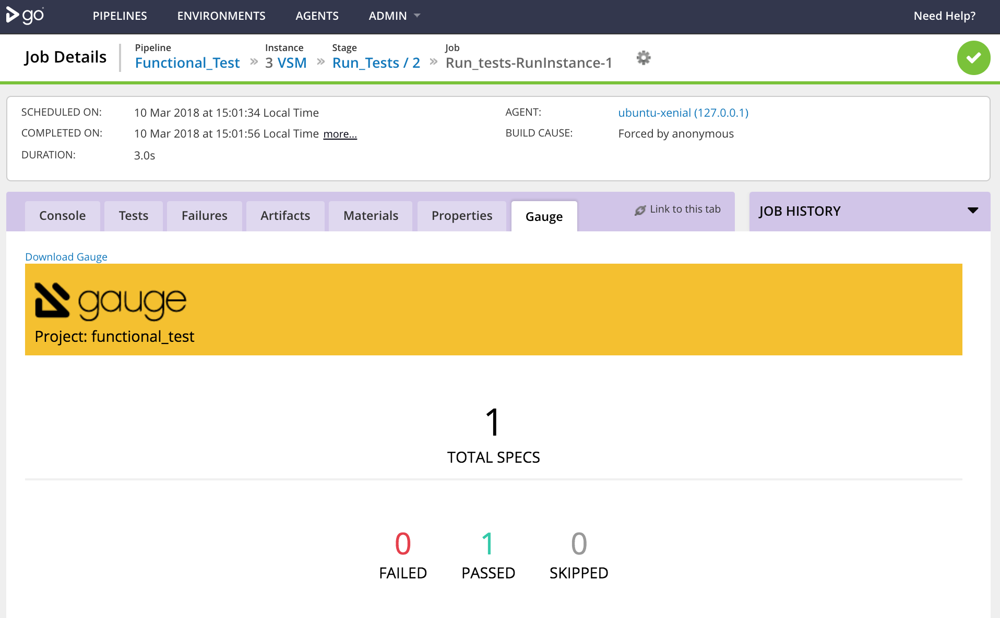 go PIPELINES ENVIRONMENTS AGENTS ADMIN Need Help?
Job Details
Pipeline Instance Stage Job
Functional_Test » 3 VSM » Run_Tests / 2 » Run_tests-RunInstance-1
SCHEDULED ON: 10 Mar 2018 at 15:01:34 Local Time
COMPLETED ON: 10 Mar 2018 at 15:01:56 Local Time more...
DURATION: 3.0s
AGENT: ubuntu-xenial (127.0.0.1)
BUILD CAUSE: Forced by anonymous
Console Tests Failures Artifacts Materials Properties Gauge Link to this tab
JOB HISTORY
Download Gauge
gauge
Project: functional_test
1
TOTAL SPECS
0 1 0
FAILED PASSED SKIPPED